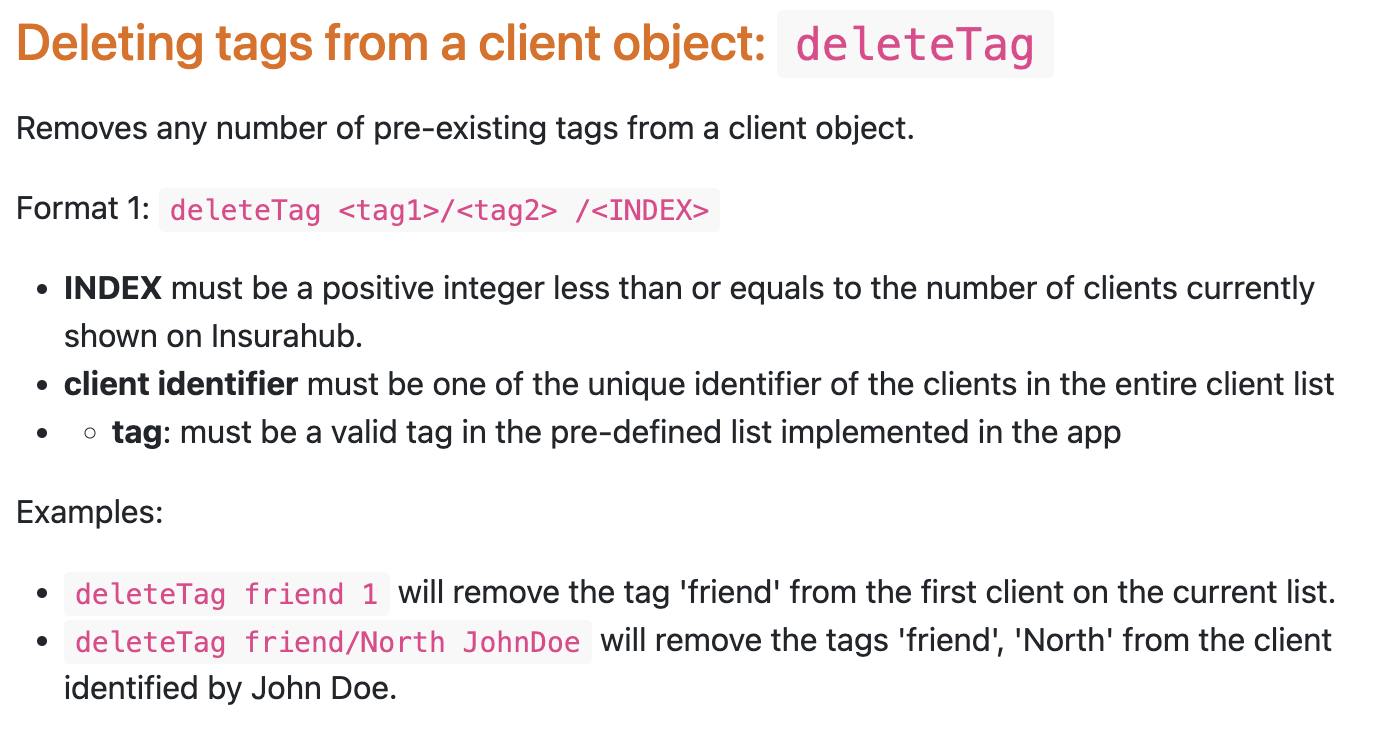 Deleting tags from a client object: deleteTag
Removes any number of pre-existing tags from a client object.
Format 1: deleteTag <tag1>/<tag2> /<INDEX>
• INDEX must be a positive integer less than or equals to the number of clients currently
shown on Insurahub.
• client identifier must be one of the unique identifier of the clients in the entire client list
• ◦ tag: must be a valid tag in the pre-defined list implemented in the app
Examples:
• deleteTag friend 1 will remove the tag 'friend' from the first client on the current list.
• deleteTag friend/North JohnDoe will remove the tags 'friend', 'North' from the client
identified by John Doe.